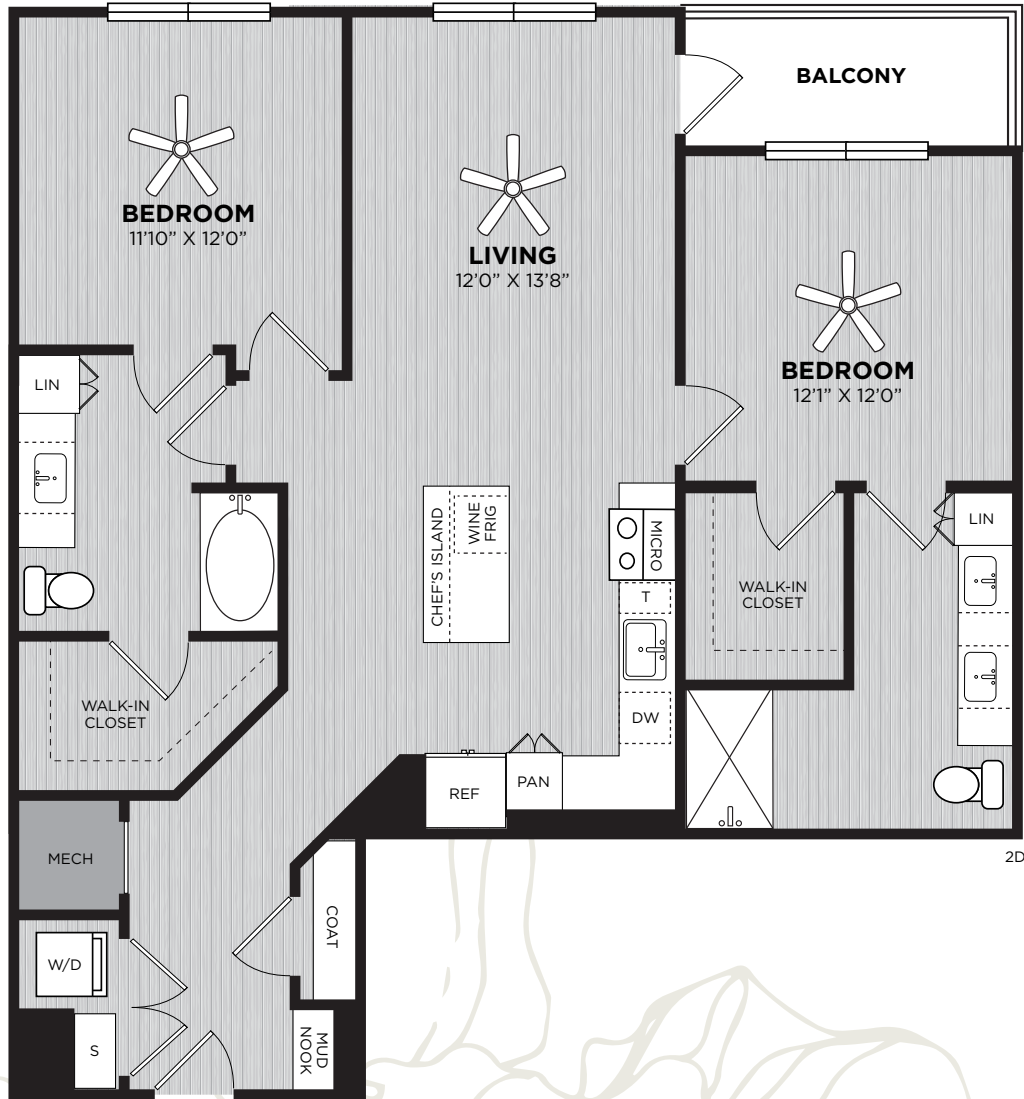 BALCONY
BEDROOM
11’10” X 12’0”
LIVING
12’0” X 13’8”
BEDROOM
12’1” X 12’0”
LIN
CHEF'S ISLAND
WINE
FRIG
MICRO
T
DW
REF
PAN
WALK-IN
CLOSET
LIN
WALK-IN
CLOSET
MECH
2D
COAT
W/D
S
MUD
NOOK